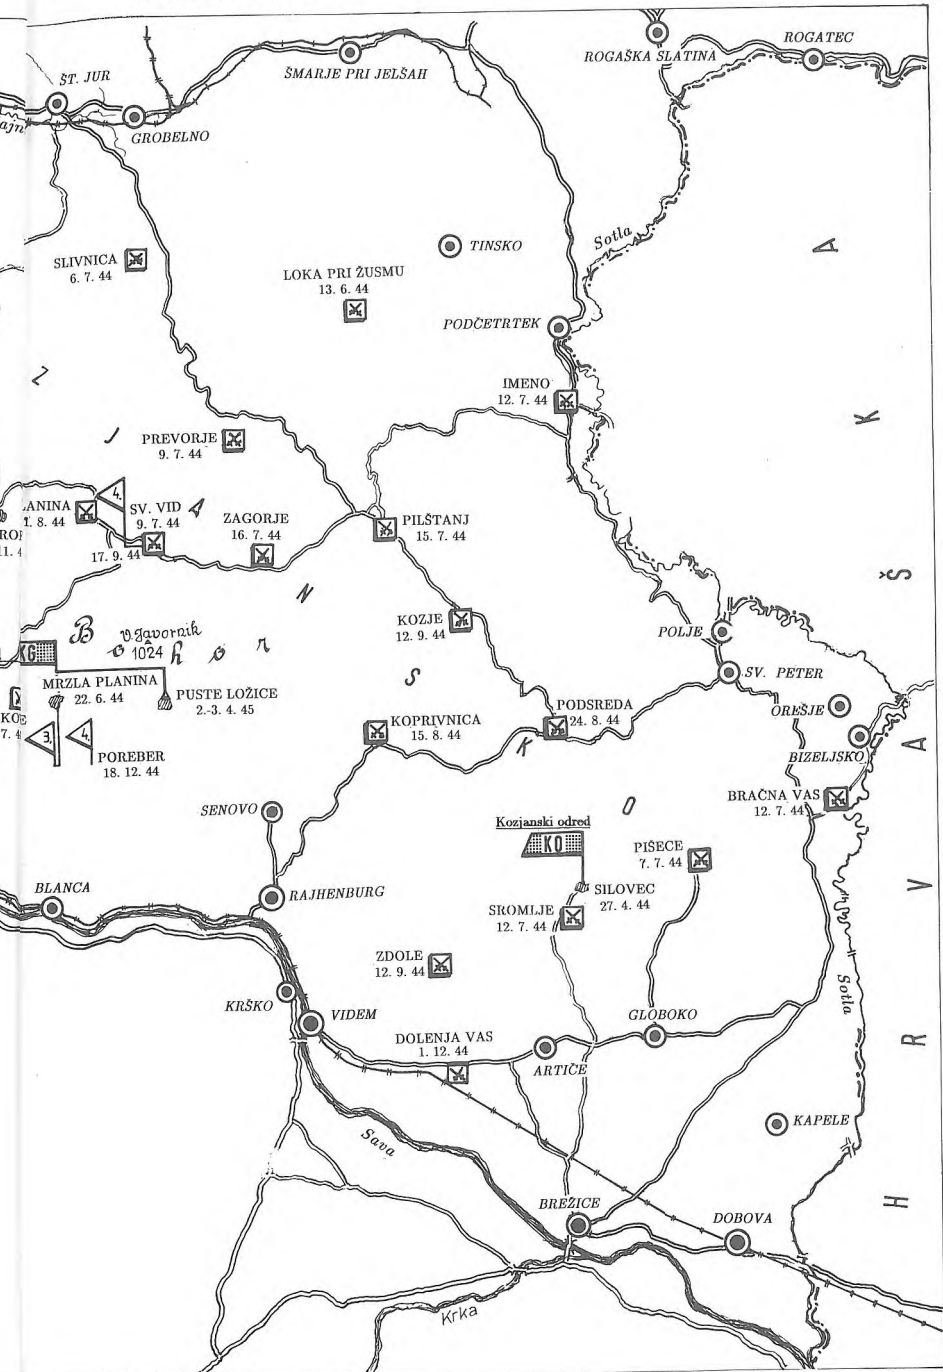 ROGATEC
ROGAŠKA SLATINA
ŠMARJE PRI JELŠAH
ŠT. JUR
GROBELNO
Sotla
TINSKO
SLIVNICA
6. 7. 44
LOKA PRI ŽUSMU
13. 6. 44
PODČETRTEK
IMENO
12. 7. 44
PREVORJE
9. 7. 44
4.
SV. VID
9. 7. 44
17. 9. 44
ZAGORJE
16. 7. 44
PILŠTANJ
15. 7. 44
KOZJE
12. 9. 44
POLJE
SV. PETER
B o h o r
V. Javornik
1024
KG
MRZLA PLANINA
22. 6. 44
PUSTE LOŽICE
2.-3. 4. 45
3.
4.
POREBER
18. 12. 44
KOPRIVNICA
15. 8. 44
PODSREDA
24. 8. 44
OREŠJE
BIZELJSKO
BRAČNA VAS
12. 7. 44
SENOVO
RAJHENBURG
BLANCA
Kozjanski odred
KO
PIŠECE
7. 7. 44
SILOVEC
27. 4. 44
SROMLJE
12. 7. 44
ZDOLE
12. 9. 44
Sotla
KRŠKO
VIDEM
DOLENJA VAS
1. 12. 44
ARTIČE
GLOBOKO
KAPELE
Sava
BREŽICE
DOBOVA
Krka
H R V A Š K A